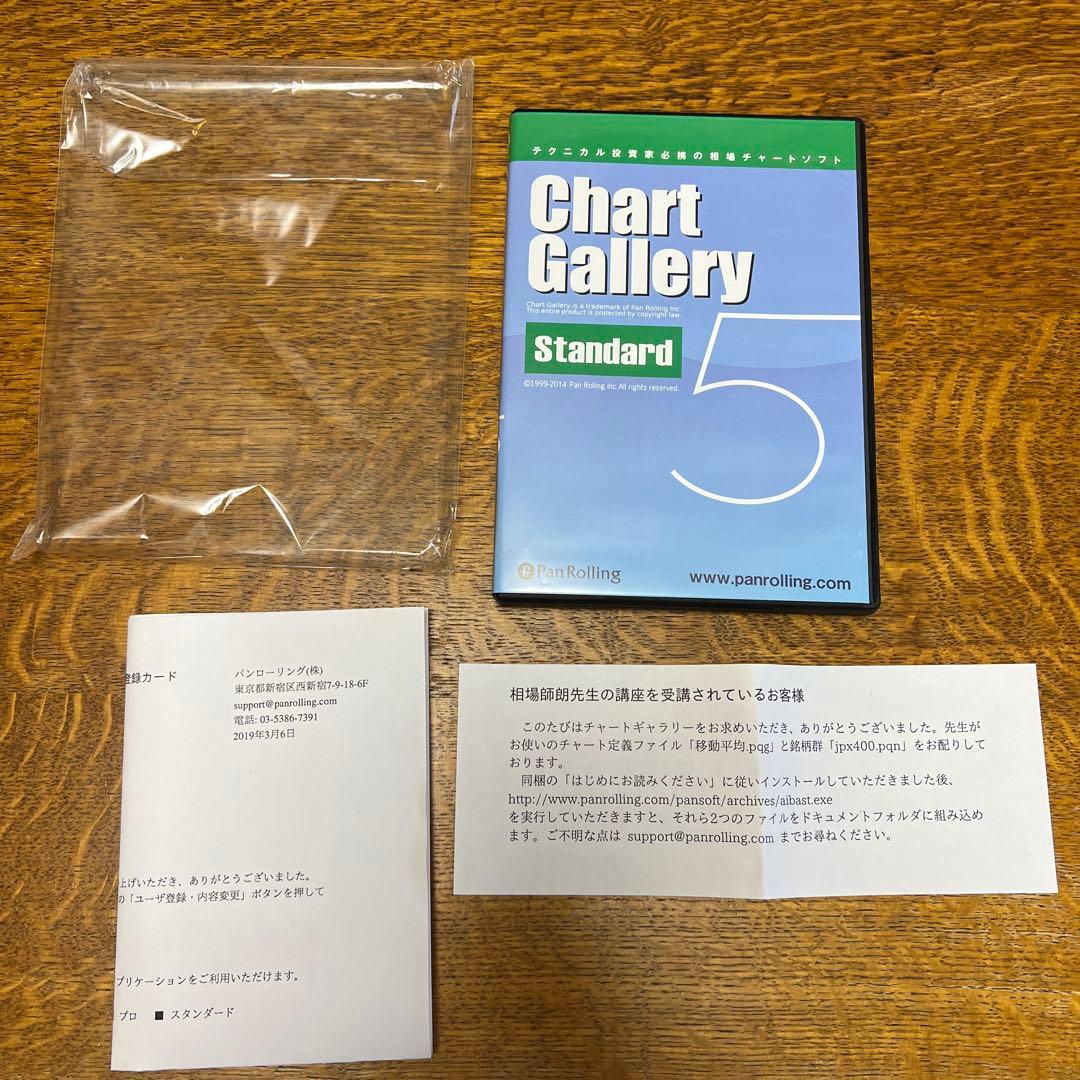 テクニカル投資家必携の相場チャートソフト
Chart
Gallery
Chart Gallery is a trademark of Pan Rolling Inc.
This entire product is protected by copyright law.
Standard
©1999-2014 Pan Rolling Inc.All rights reserved.
5
PanRolling
www.panrolling.com
登録カード
パンローリング(株)
東京都新宿区西新宿7-9-18-6F
support@panrolling.com
電話: 03-5386-7391
2019年3月6日
上げいただき、ありがとうございました。
の「ユーザ登録・内容変更」ボタンを押して
プリケーションをご利用いただけます。
プロ ■ スタンダード
相場師朗先生の講座を受講されているお客様
このたびはチャートギャラリーをお求めいただき、ありがとうございました。先生が
お使いのチャート定義ファイル「移動平均.pqg」と銘柄群「jpx400.pqn」をお配りして
おります。
同梱の「はじめにお読みください」に従いインストールしていただきました後、
http://www.panrolling.com/pansoft/archives/aibast.exe
を実行していただきますと、それら2つのファイルをドキュメントフォルダに組み込め
ます。ご不明な点は support@panrolling.com までお尋ねください。